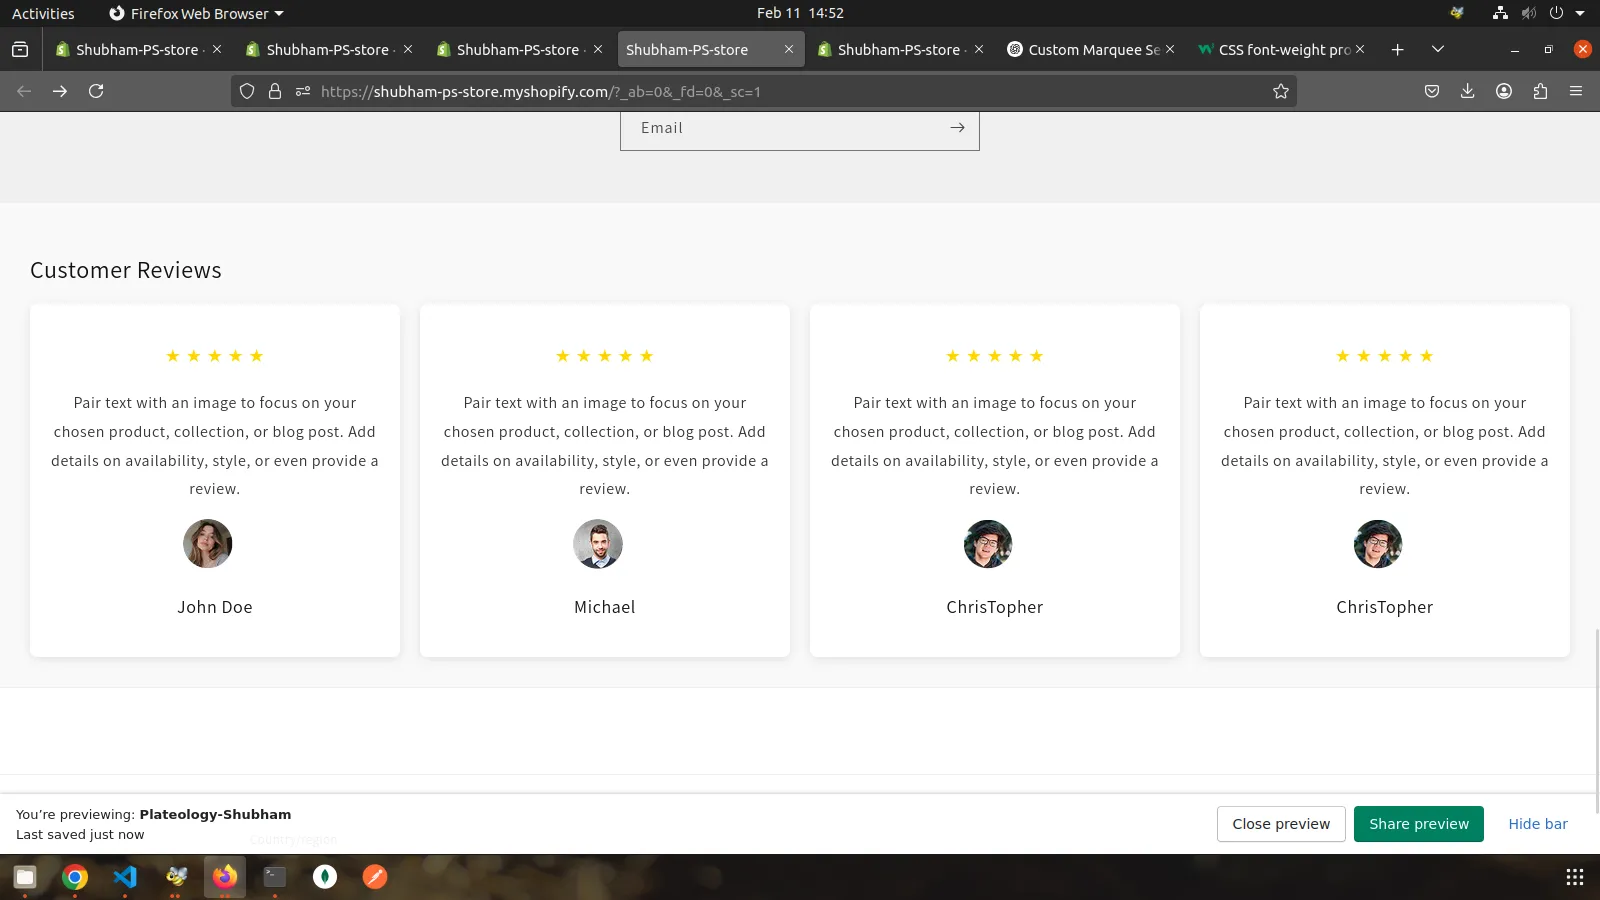 Activities
Firefox Web Browser
Feb 11 14:52
Shubham-PS-store ·
Shubham-PS-store ·
Shubham-PS-store ·
Shubham-PS-store
Shubham-PS-store ·
Custom Marquee Se
CSS font-weight pro
https://shubham-ps-store.myshopify.com/?_ab=0&_fd=0&_sc=1
Email
Customer Reviews
★ ★ ★ ★ ★
Pair text with an image to focus on your
chosen product, collection, or blog post. Add
details on availability, style, or even provide a
review.
John Doe
★ ★ ★ ★ ★
Pair text with an image to focus on your
chosen product, collection, or blog post. Add
details on availability, style, or even provide a
review.
Michael
★ ★ ★ ★ ★
Pair text with an image to focus on your
chosen product, collection, or blog post. Add
details on availability, style, or even provide a
review.
ChrisTopher
★ ★ ★ ★ ★
Pair text with an image to focus on your
chosen product, collection, or blog post. Add
details on availability, style, or even provide a
review.
ChrisTopher
You're previewing: Plateology-Shubham
Last saved just now
Country/region
Close preview
Share preview
Hide bar